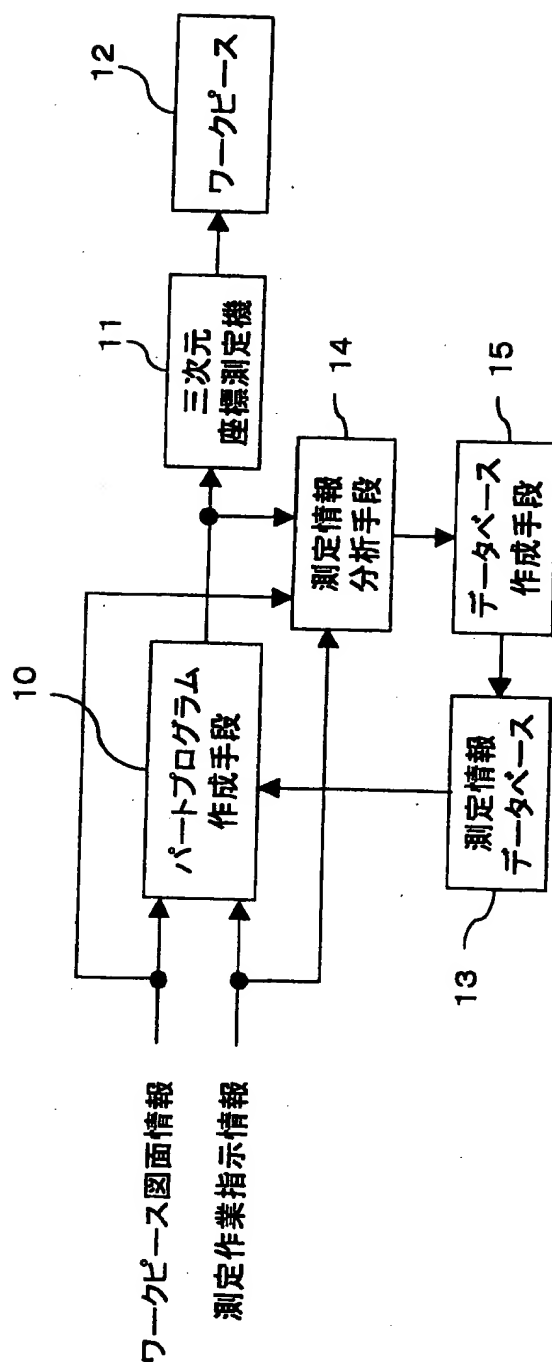 ワークピース図面情報
測定作業指示情報
10
パートプログラム
作成手段
11
三次元
座標測定機
12
ワークピース
14
測定情報
分析手段
15
データベース
作成手段
13
測定情報
データベース